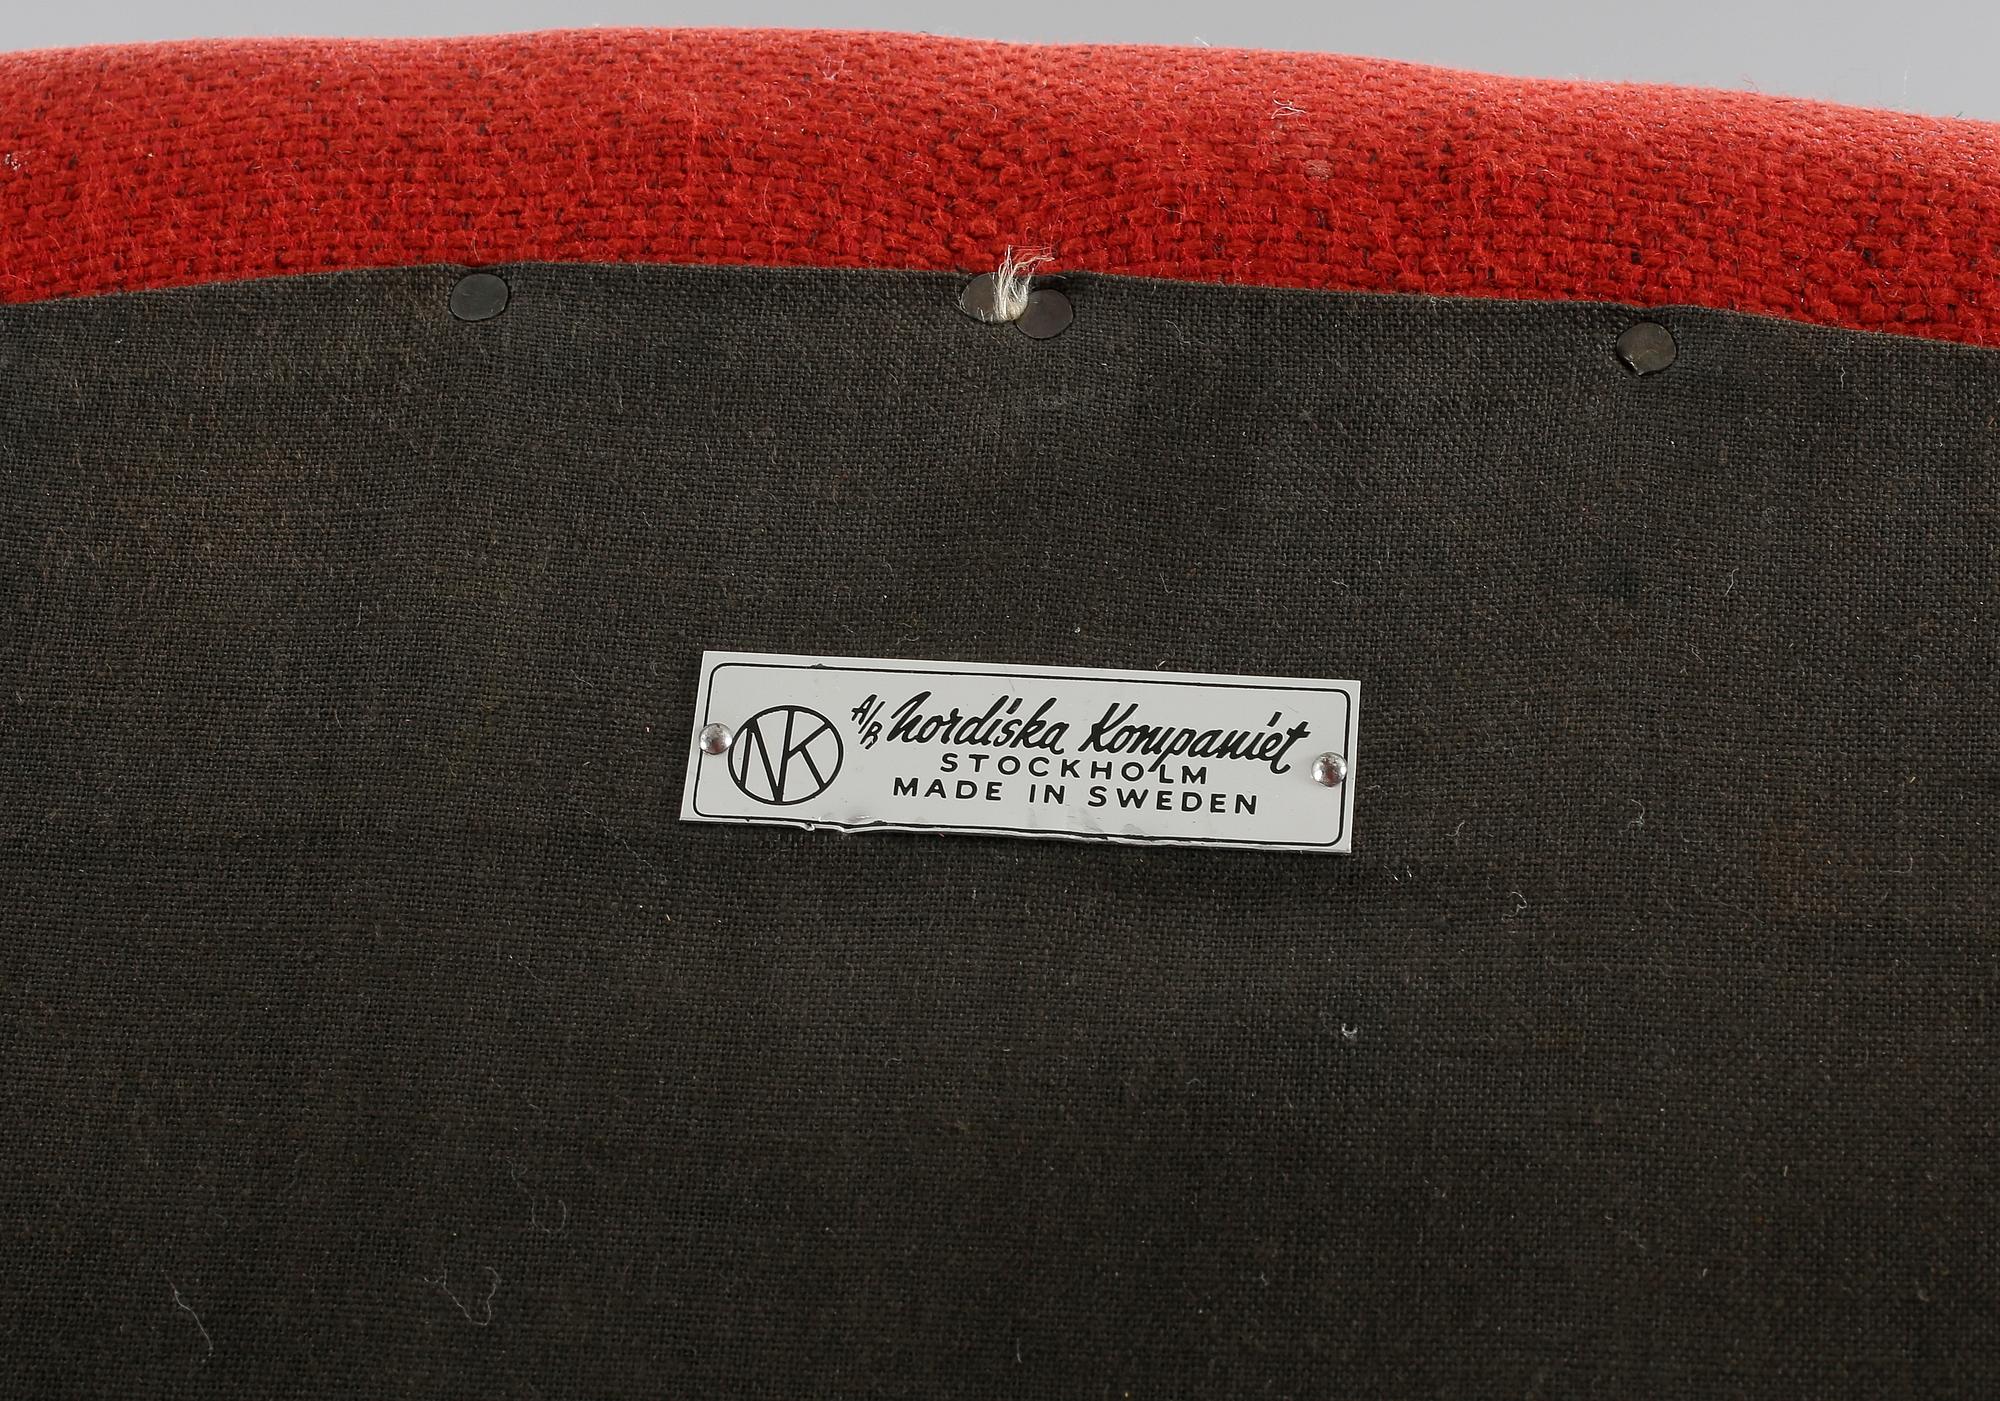 NK
A/B Nordiska Kompaniet
STOCKHOLM
MADE IN SWEDEN